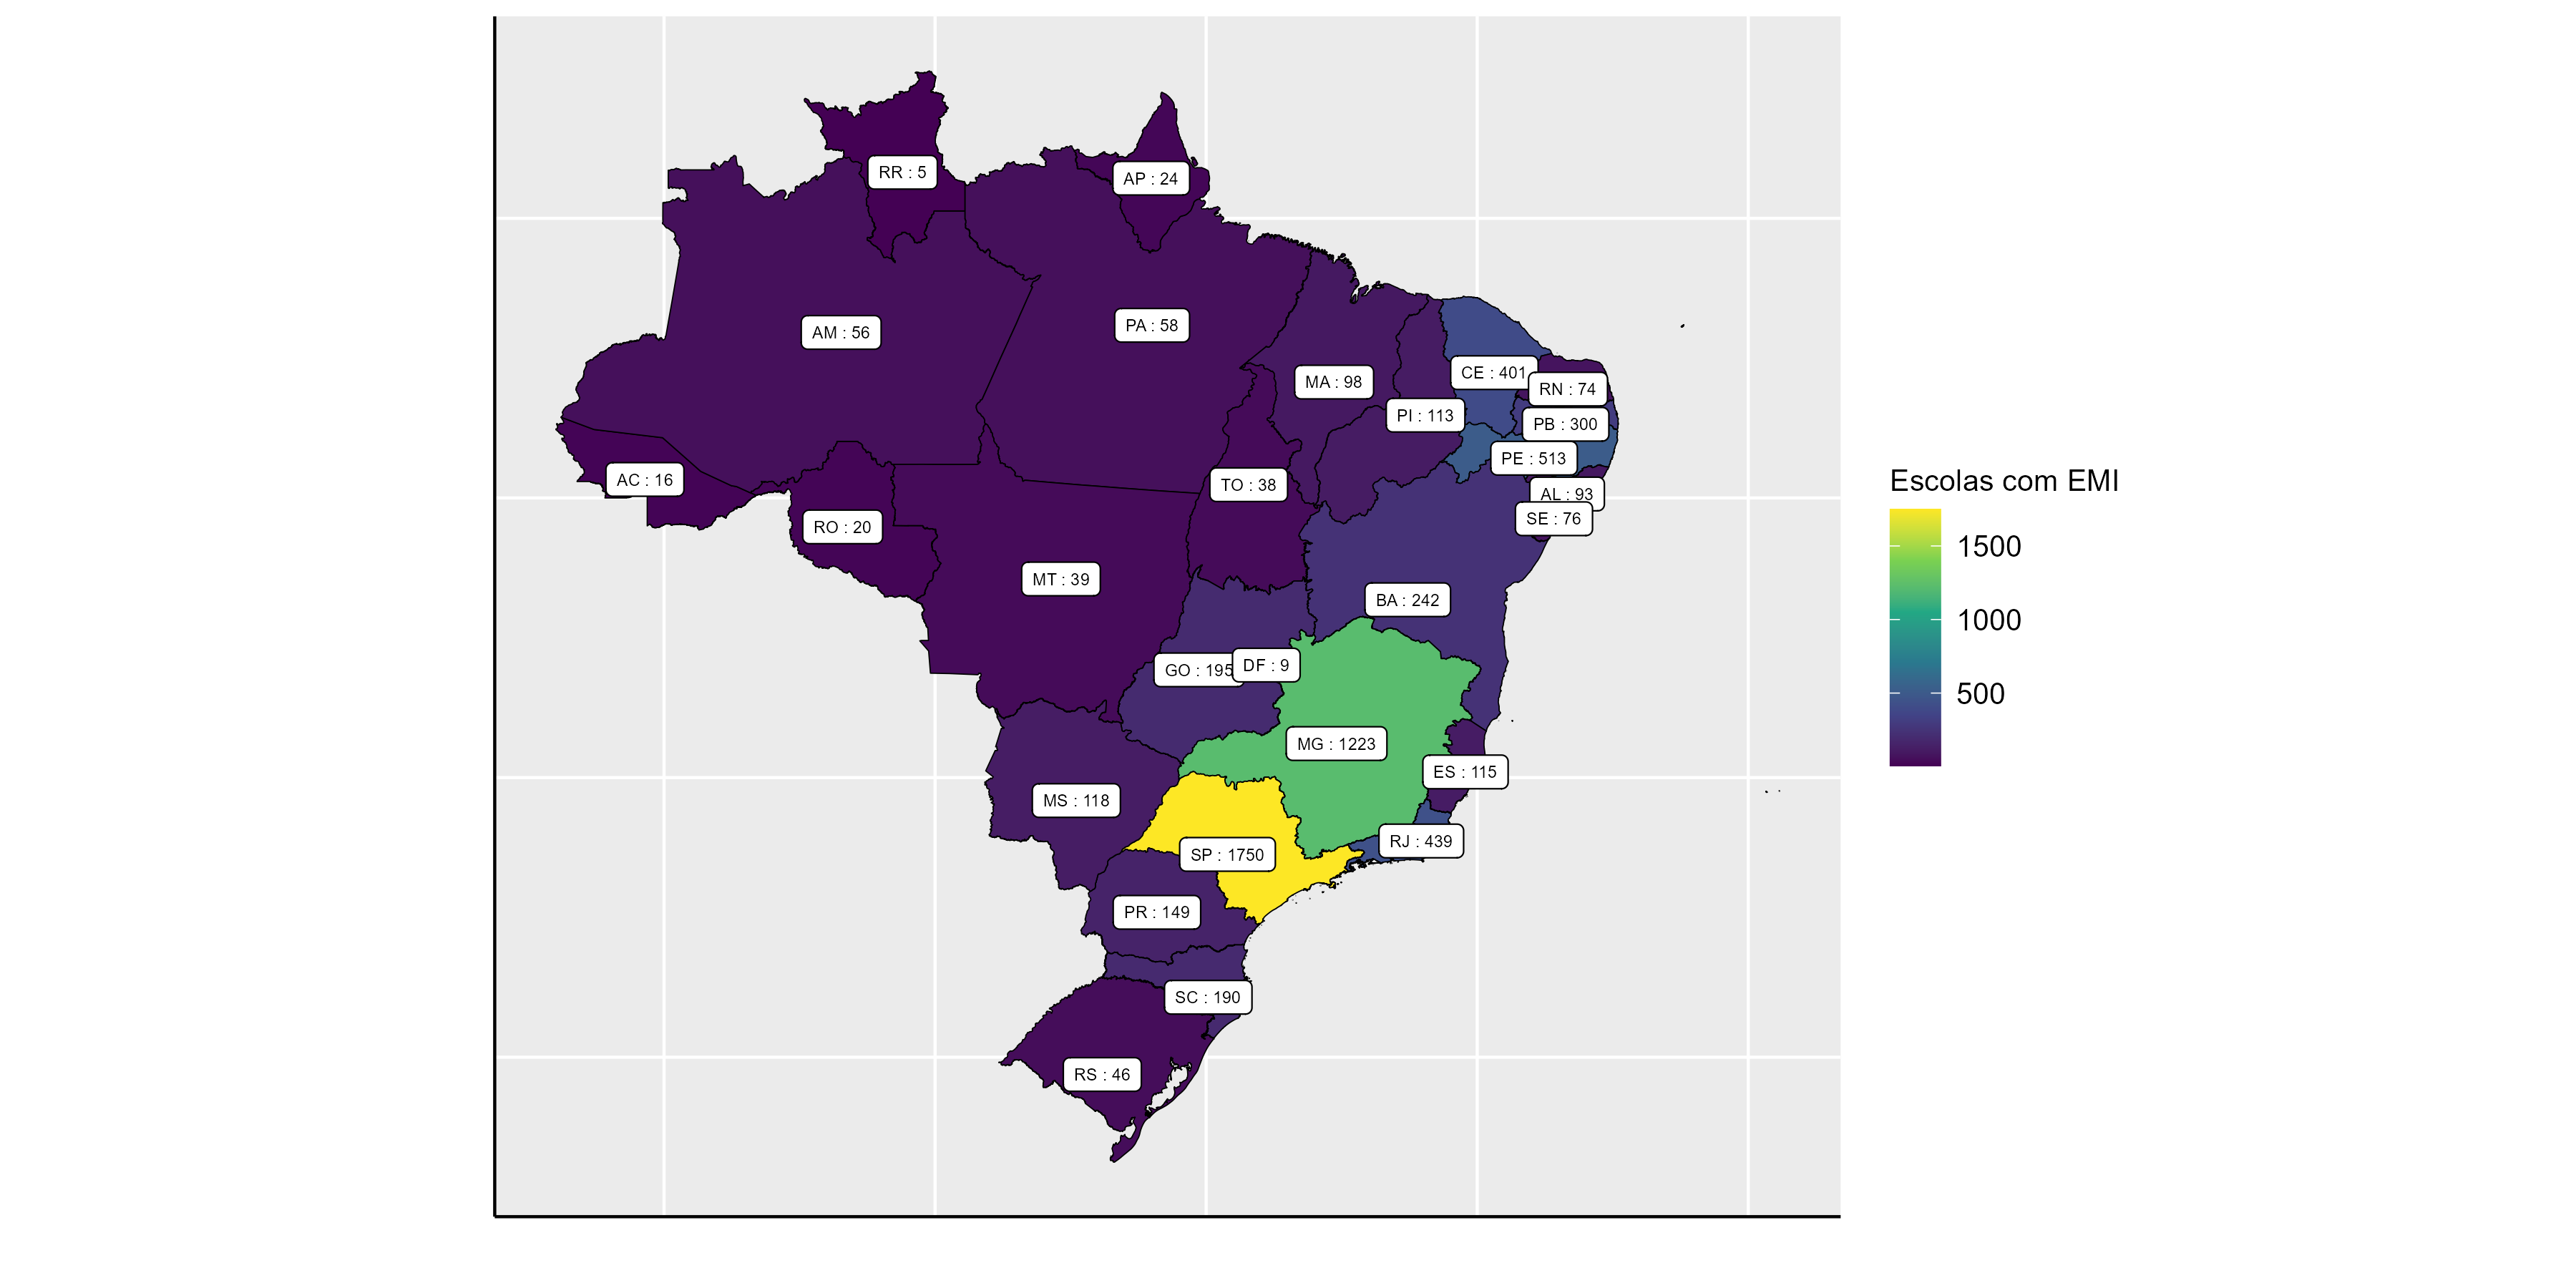 RR : 5
AP : 24
AM : 56
PA : 58
MA : 98
CE : 401
RN : 74
PI : 113
PB : 300
PE : 513
AC : 16
TO : 38
AL : 93
SE : 76
RO : 20
MT : 39
BA : 242
GO : 195
DF : 9
MG : 1223
ES : 115
MS : 118
RJ : 439
SP : 1750
PR : 149
SC : 190
RS : 46
Escolas com EMI
1500
1000
500